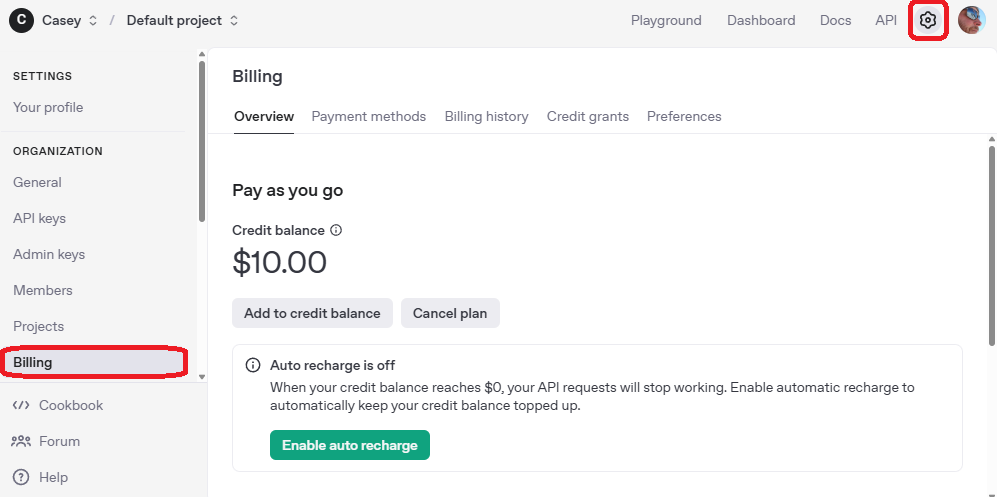 C Casey / Default project
Playground Dashboard Docs API
SETTINGS
Your profile
ORGANIZATION
General
API keys
Admin keys
Members
Projects
Billing
Cookbook
Forum
Help
Billing
Overview Payment methods Billing history Credit grants Preferences
Pay as you go
Credit balance
$10.00
Add to credit balance Cancel plan
Auto recharge is off
When your credit balance reaches $0, your API requests will stop working. Enable automatic recharge to
automatically keep your credit balance topped up.
Enable auto recharge